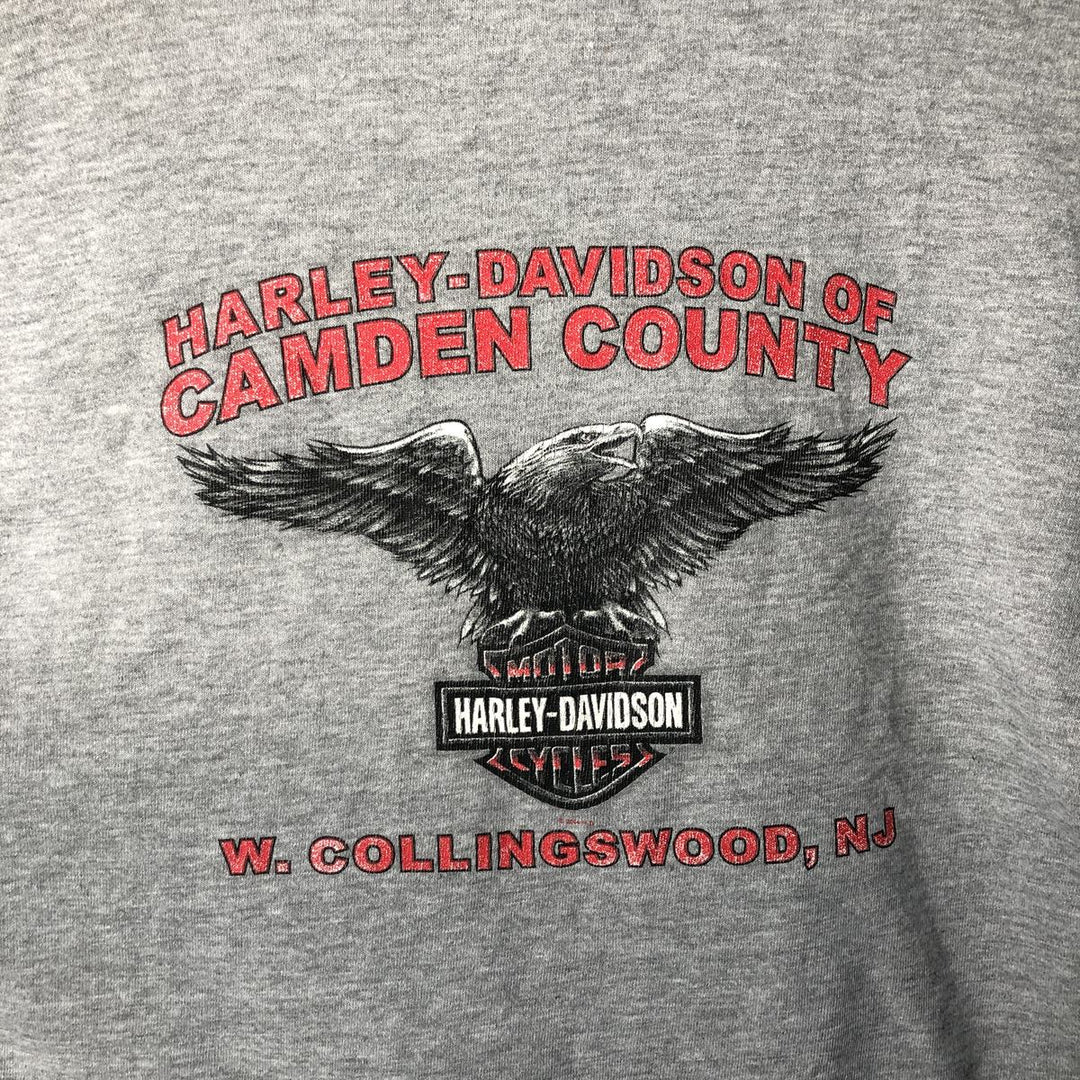 HARLEY-DAVIDSON OF
CAMDEN COUNTY
MOTOR
HARLEY-DAVIDSON
CYCLES
W. COLLINGSWOOD, NJ